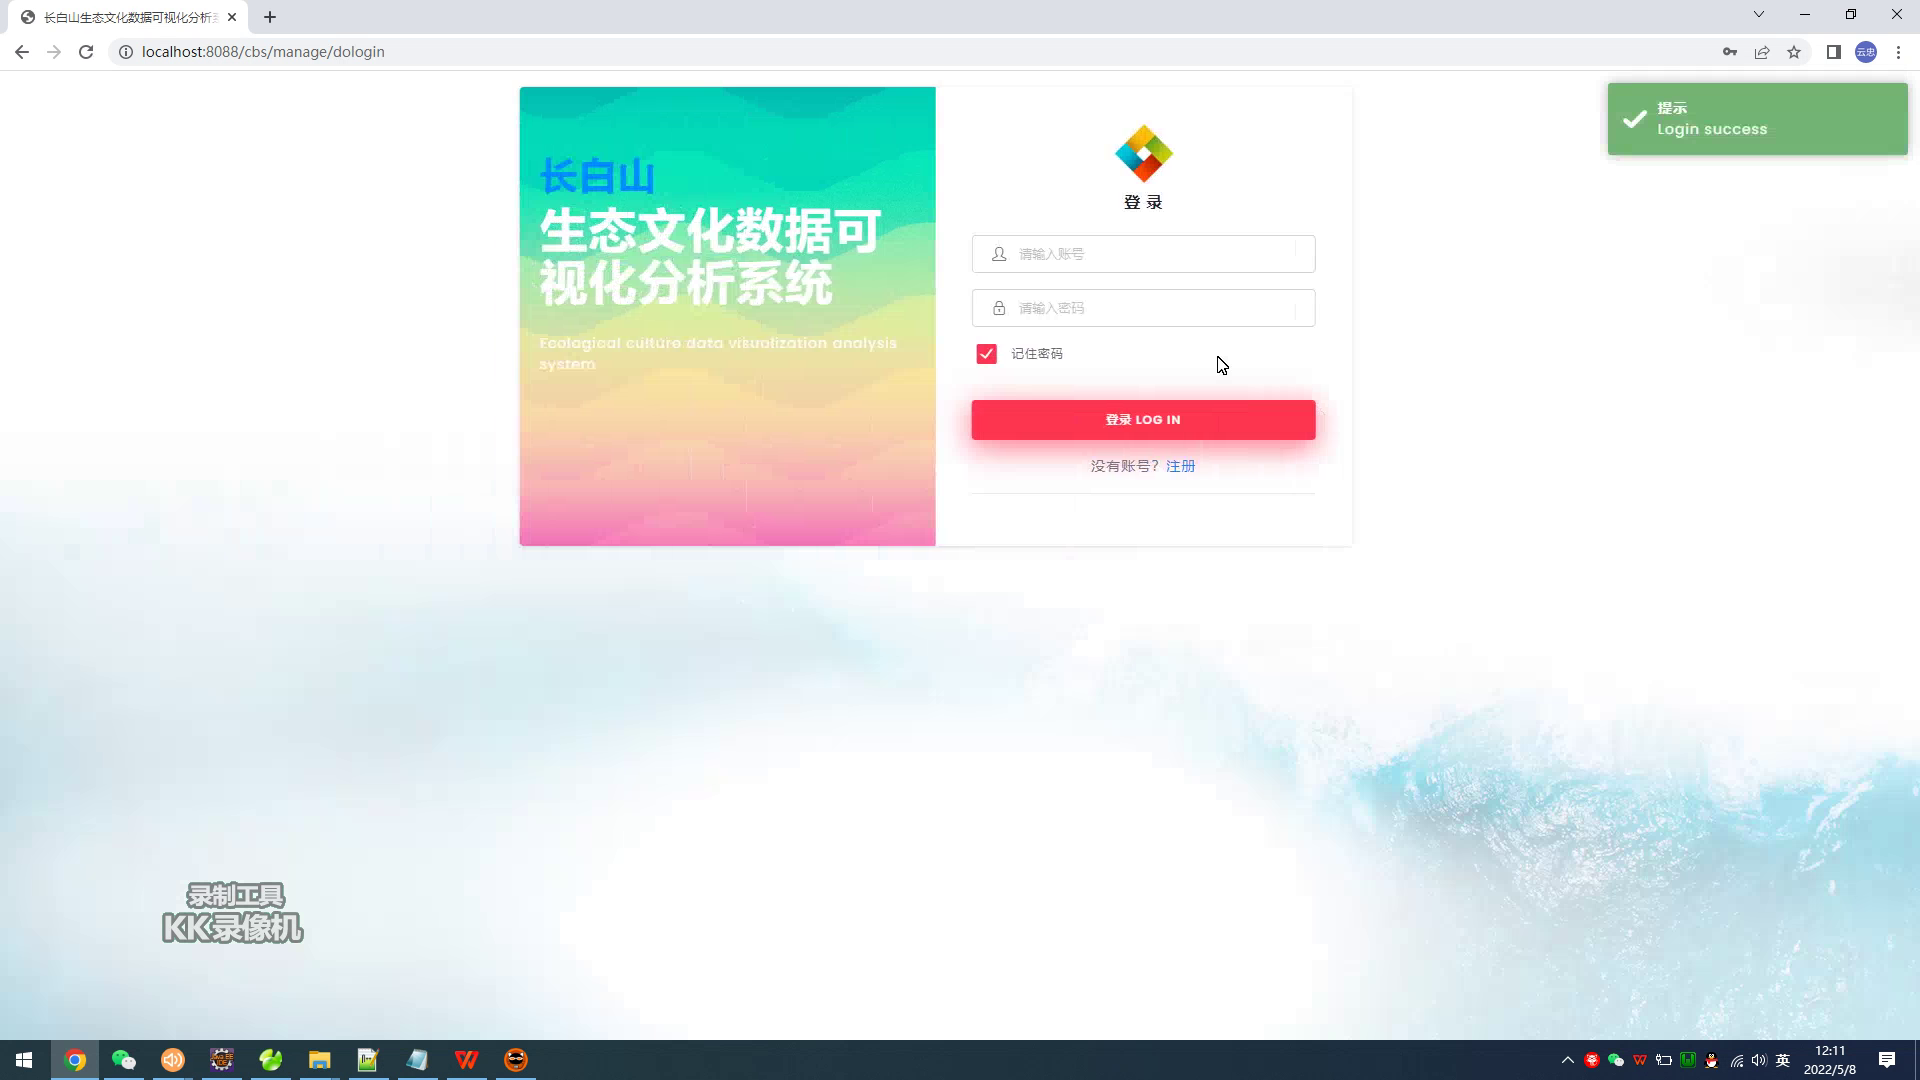 长白山生态文化数据可视化分析
localhost:8088/cbs/manage/dologin
云忠
提示
Login success
长白山
生态文化数据可
视化分析系统
Ecological culture data visualization analysis
system
登 录
请输入账号
请输入密码
记住密码
登录 LOG IN
没有账号? 注册
录制工具
KK录像机
英
12:11
2022/5/8